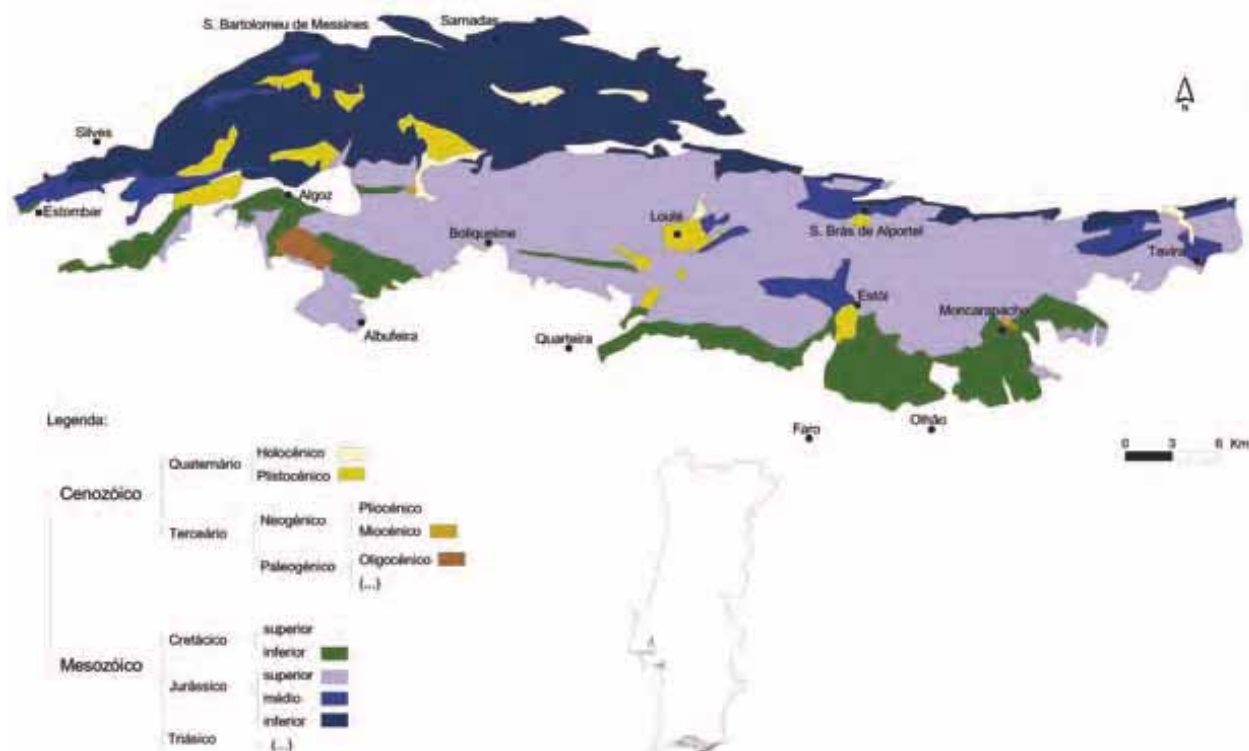 S. Bartolomeu de Messines
Samadas
N
Silves
Estombar
Algoz
Loulé
S. Brás de Alportel
Boliqueime
Tavira
Estói
Moncarapacho
Albufeira
Quarteira
Faro
Olhão
0 3 6 Km
Legenda:
Cenozóico
Quaternário
Holocénico
Plistocénico
Terceário
Neogénico
Pliocénico
Miocénico
Paleogénico
Oligocénico
(...)
Mesozóico
Cretácico
superior
inferior
Jurássico
superior
médio
inferior
Triásico
(...)